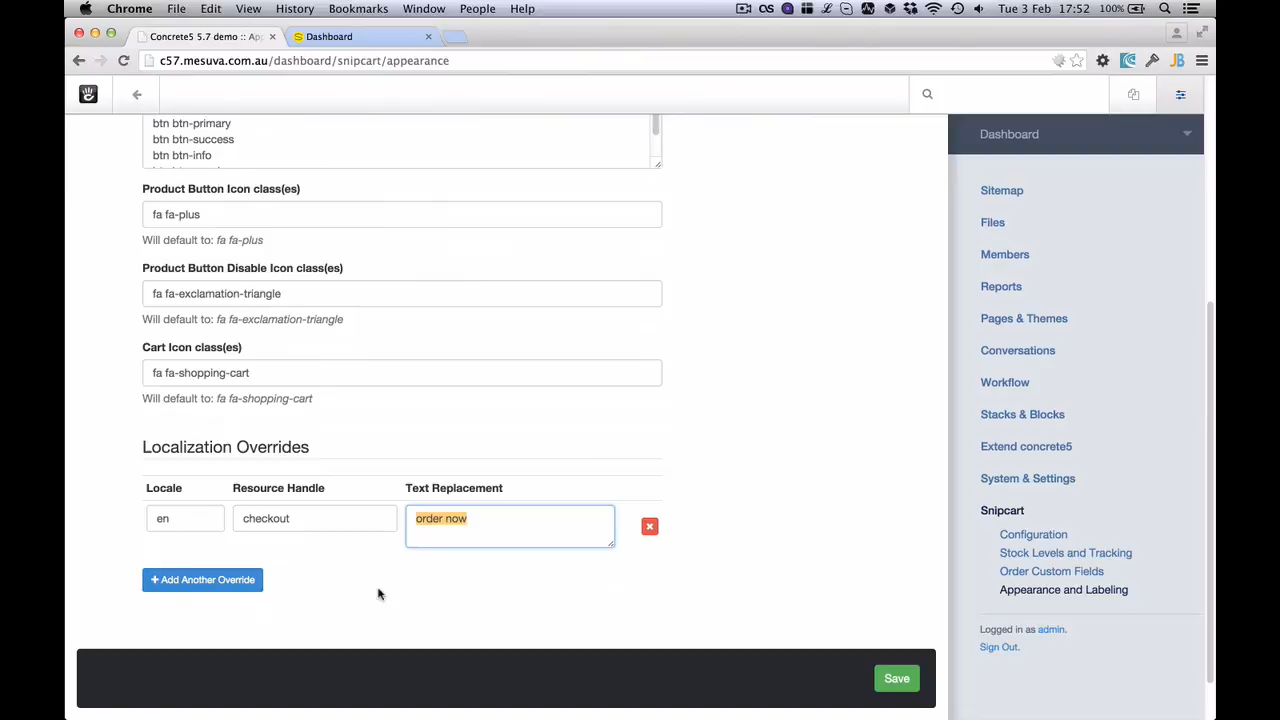 Chrome File Edit View History Bookmarks Window People Help Tue 3 Feb 17:52 100%
Concrete5 5.7 demo :: Ap
Dashboard
c57.mesuva.com.au/dashboard/snipcart/appearance
Dashboard
btn btn-primary
btn btn-success
btn btn-info
Product Button Icon class(es)
fa fa-plus
Will default to: fa fa-plus
Product Button Disable Icon class(es)
fa fa-exclamation-triangle
Will default to: fa fa-exclamation-triangle
Cart Icon class(es)
fa fa-shopping-cart
Will default to: fa fa-shopping-cart
Localization Overrides
Locale Resource Handle Text Replacement
en checkout order now
+ Add Another Override
Save
Sitemap
Files
Members
Reports
Pages & Themes
Conversations
Workflow
Stacks & Blocks
Extend concrete5
System & Settings
Snipcart
Configuration
Stock Levels and Tracking
Order Custom Fields
Appearance and Labeling
Logged in as admin.
Sign Out.